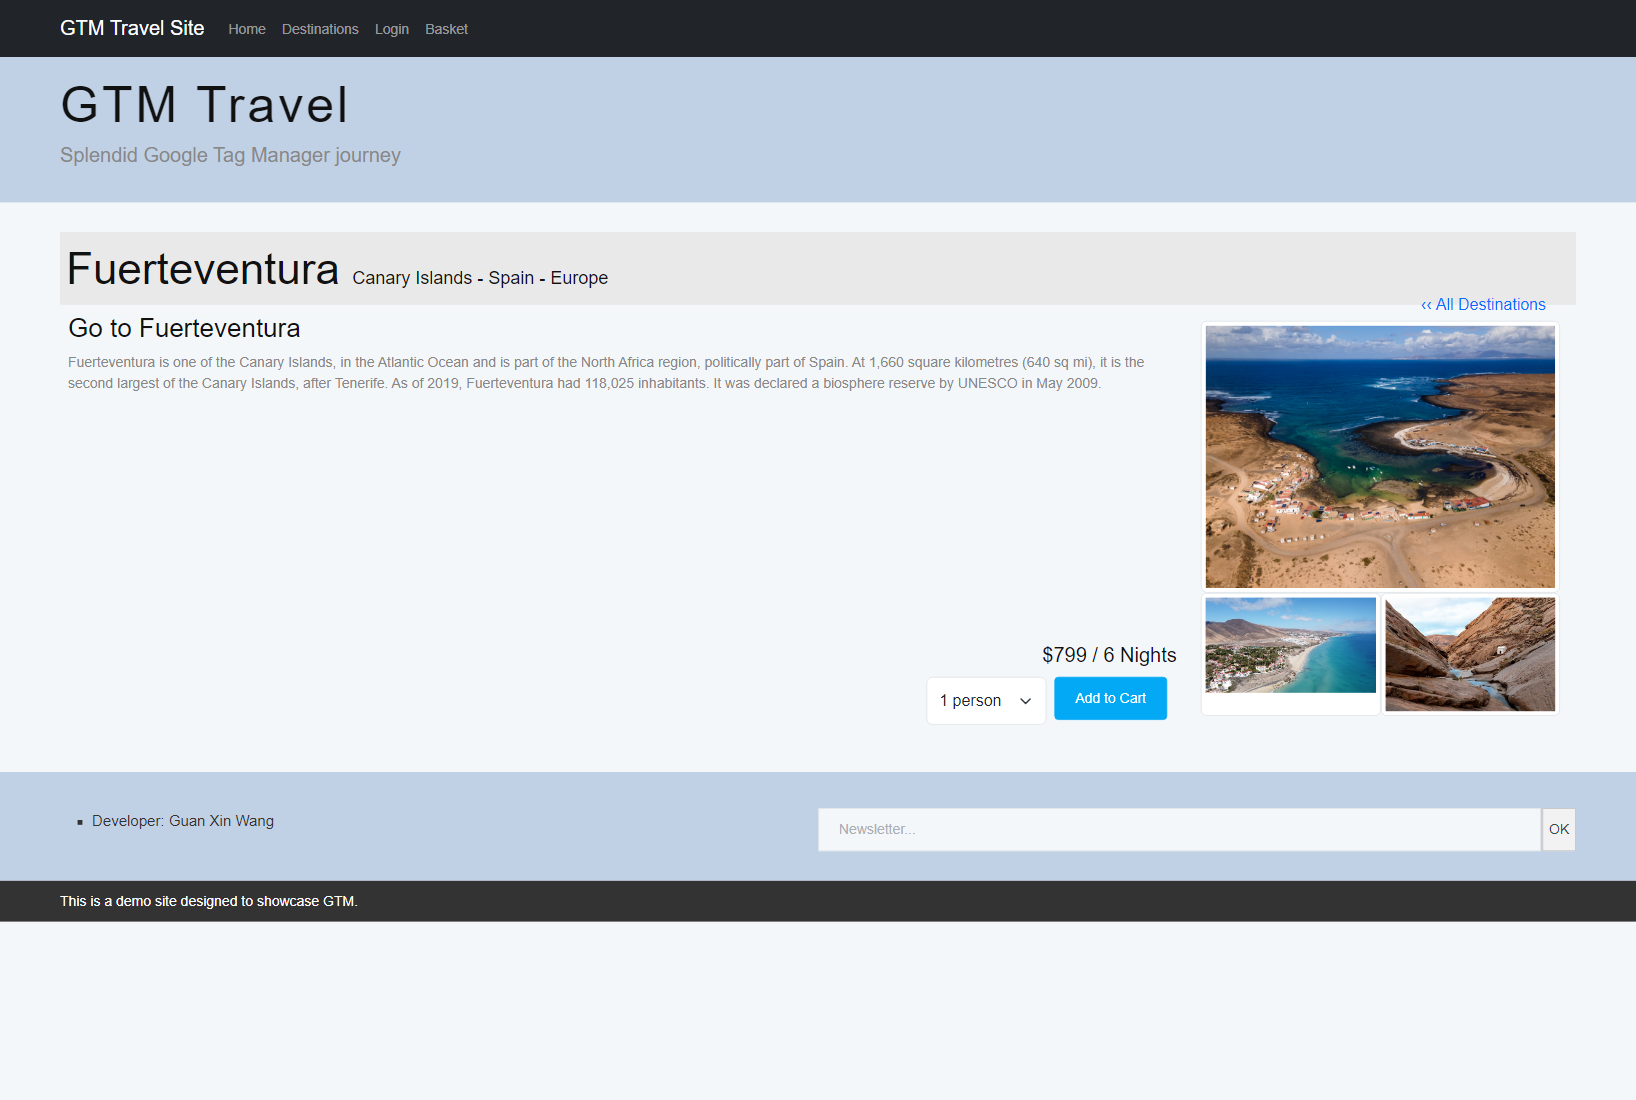 GTM Travel Site Home Destinations Login Basket
GTM Travel
Splendid Google Tag Manager journey
Fuerteventura Canary Islands - Spain - Europe
‹‹ All Destinations
Go to Fuerteventura
Fuerteventura is one of the Canary Islands, in the Atlantic Ocean and is part of the North Africa region, politically part of Spain. At 1,660 square kilometres (640 sq mi), it is the
second largest of the Canary Islands, after Tenerife. As of 2019, Fuerteventura had 118,025 inhabitants. It was declared a biosphere reserve by UNESCO in May 2009.
$799 / 6 Nights
1 person Add to Cart
Developer: Guan Xin Wang
Newsletter... OK
This is a demo site designed to showcase GTM.